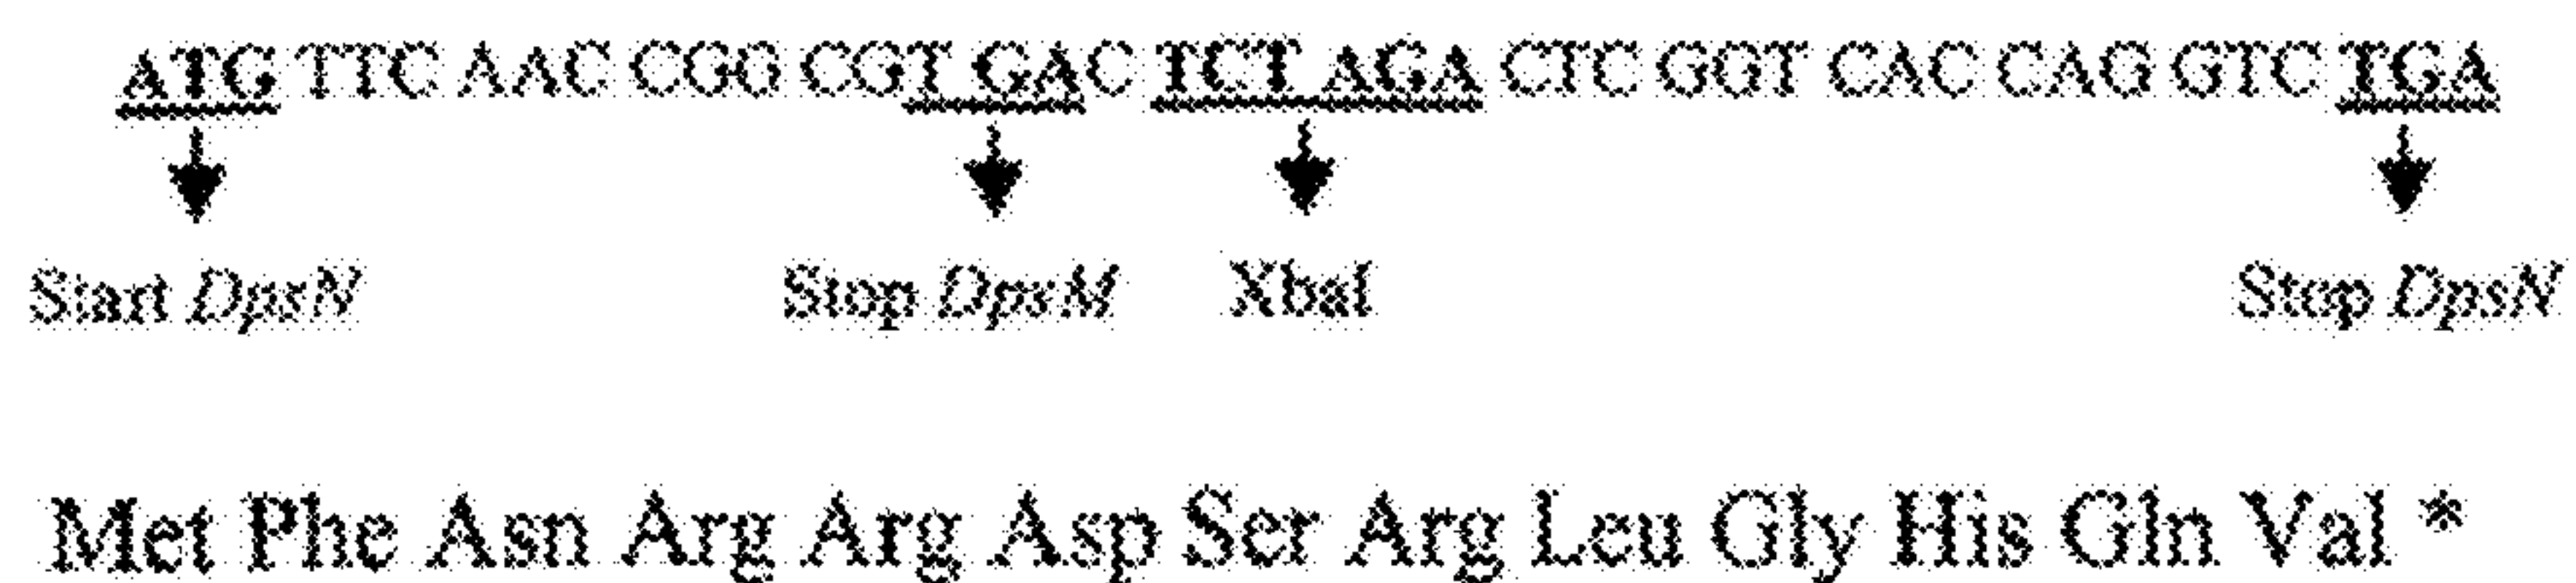 ATG TTC AAC CGG CGT GAC TCT AGA CTC GGT CAC CAG GTC TGA
Start DpsN Stop DpsM XbaI Stop DpsN
Met Phe Asn Arg Arg Asp Ser Arg Leu Gly His Gln Val *